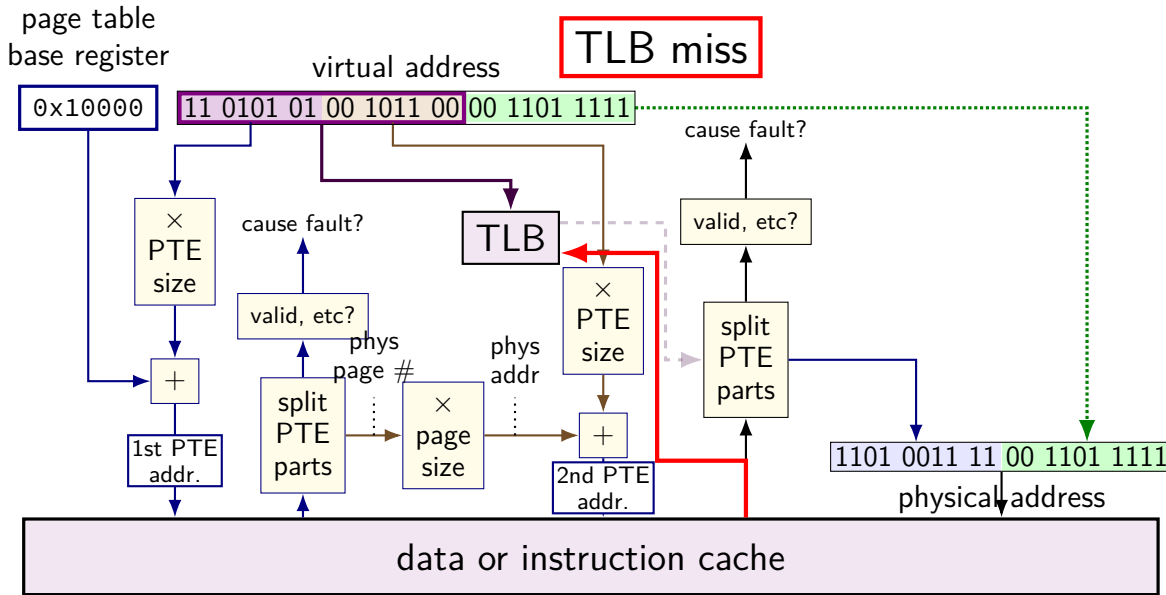 page table
base register
0x10000
virtual address
TLB miss
11 0101 01 00 1011 00 00 1101 1111
cause fault?
×
PTE
size
cause fault?
TLB
valid, etc?
valid, etc?
×
PTE
size
phys
page #
phys
addr
split
PTE
parts
+
split
PTE
parts
×
page
size
+
1st PTE
addr.
2nd PTE
addr.
1101 0011 11 00 1101 1111
physical address
data or instruction cache